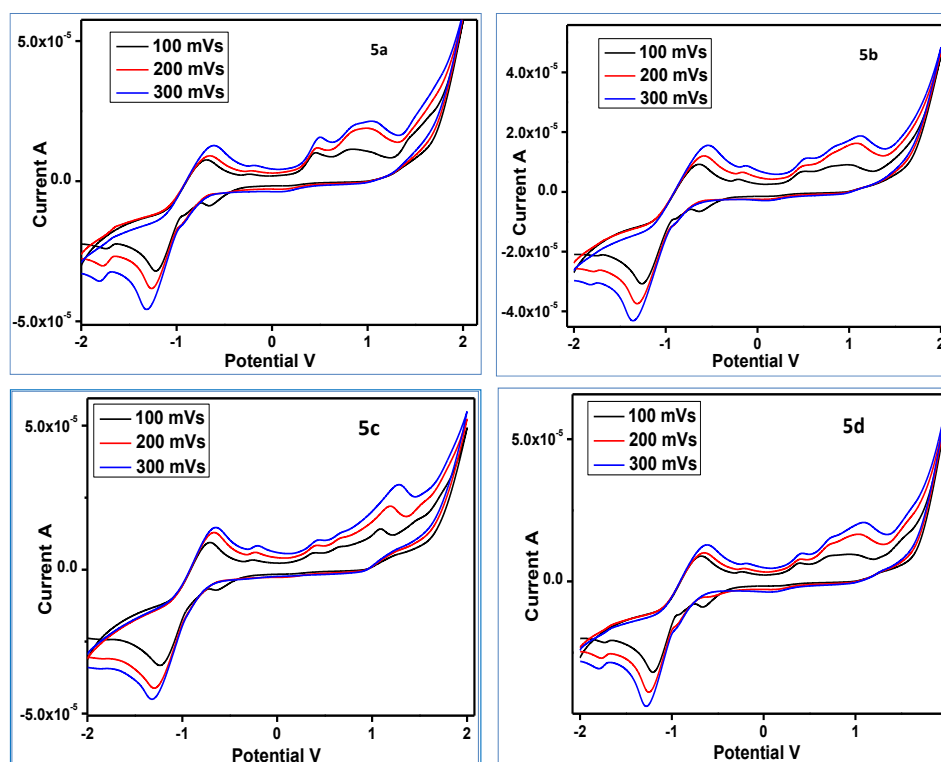 5a
100 mVs
200 mVs
300 mVs
5.0x10⁻⁵
0.0
-5.0x10⁻⁵
Current A
-2
-1
0
1
2
Potential V
5b
100 mVs
200 mVs
300 mVs
4.0x10⁻⁵
2.0x10⁻⁵
0.0
-2.0x10⁻⁵
-4.0x10⁻⁵
Current A
-2
-1
0
1
2
Potential V
5c
100 mVs
200 mVs
300 mVs
5.0x10⁻⁵
0.0
-5.0x10⁻⁵
Current A
-2
-1
0
1
2
Potential V
5d
100 mVs
200 mVs
300 mVs
5.0x10⁻⁵
0.0
Current A
-2
-1
0
1
2
Potential V